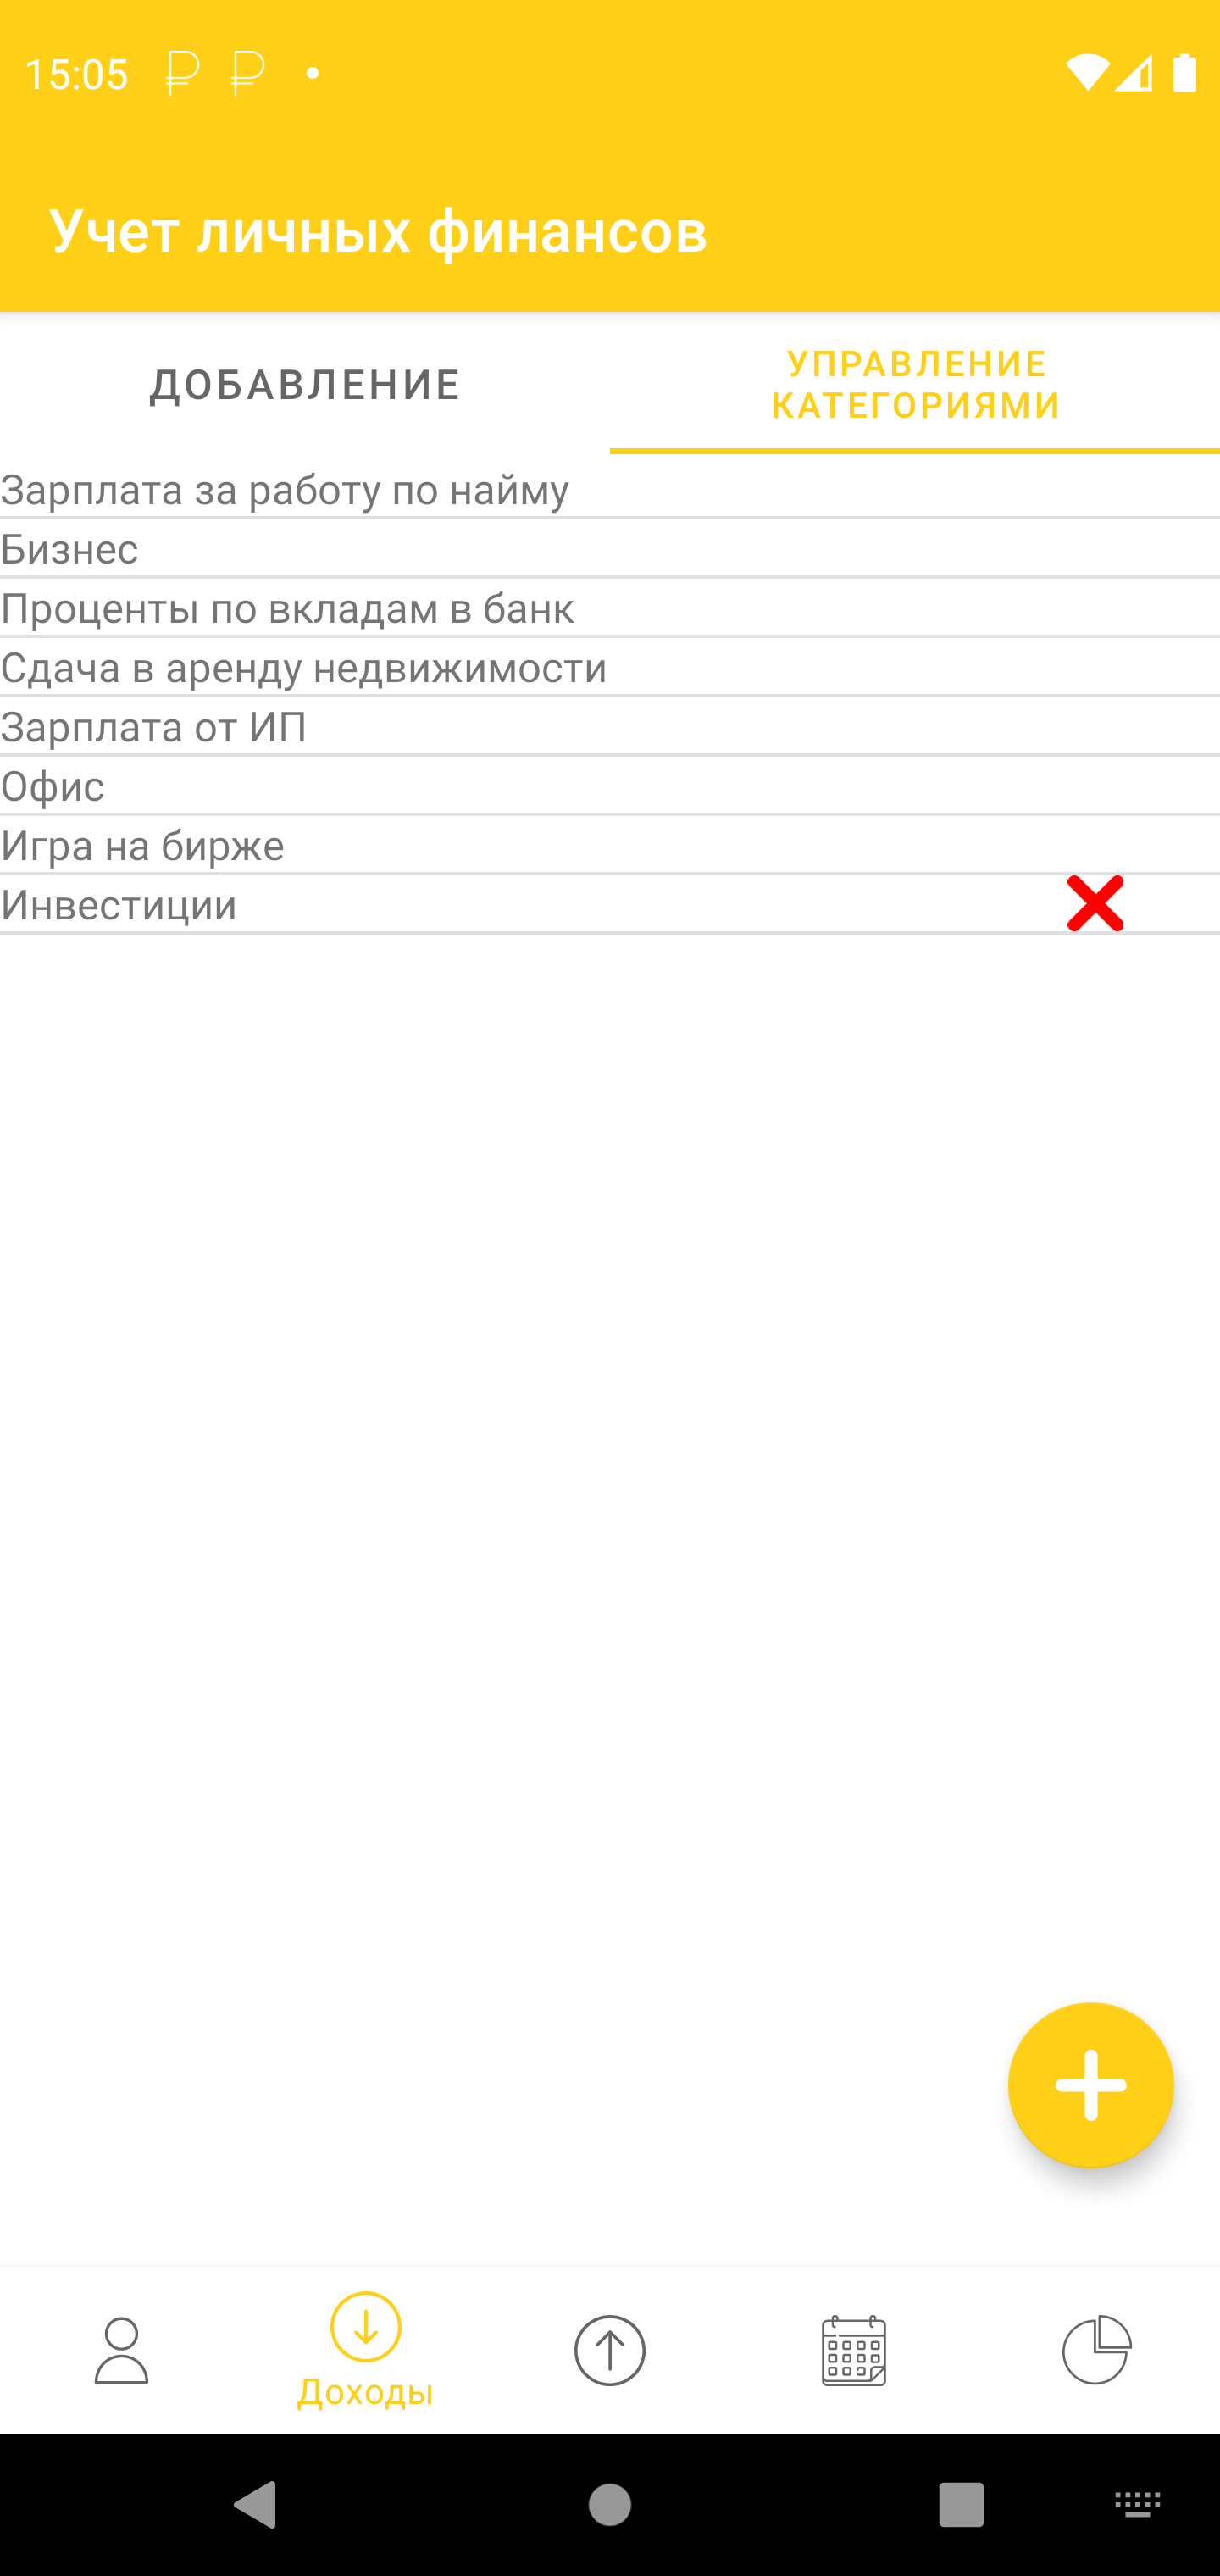 15:05
Учет личных финансов
ДОБАВЛЕНИЕ
УПРАВЛЕНИЕ
КАТЕГОРИЯМИ
Зарплата за работу по найму
Бизнес
Проценты по вкладам в банк
Сдача в аренду недвижимости
Зарплата от ИП
Офис
Игра на бирже
Инвестиции
Доходы